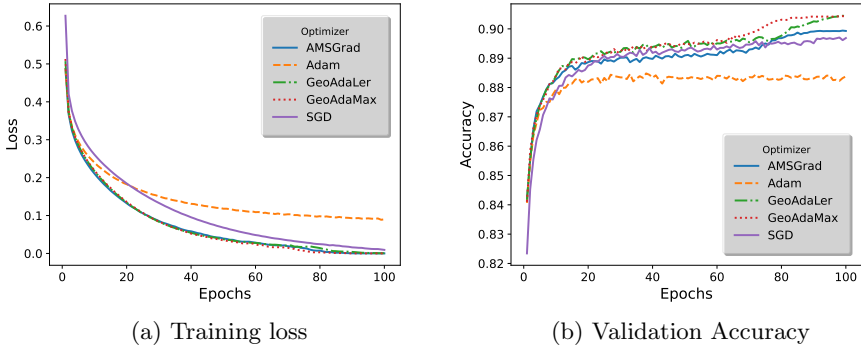 0.6
0.5
0.4
0.3
0.2
0.1
0.0
Loss
0
20
40
60
80
100
Epochs
Optimizer
AMSGrad
Adam
GeoAdaLer
GeoAdaMax
SGD
(a) Training loss
0.90
0.89
0.88
0.87
0.86
0.85
0.84
0.83
0.82
Accuracy
0
20
40
60
80
100
Epochs
Optimizer
AMSGrad
Adam
GeoAdaLer
GeoAdaMax
SGD
(b) Validation Accuracy